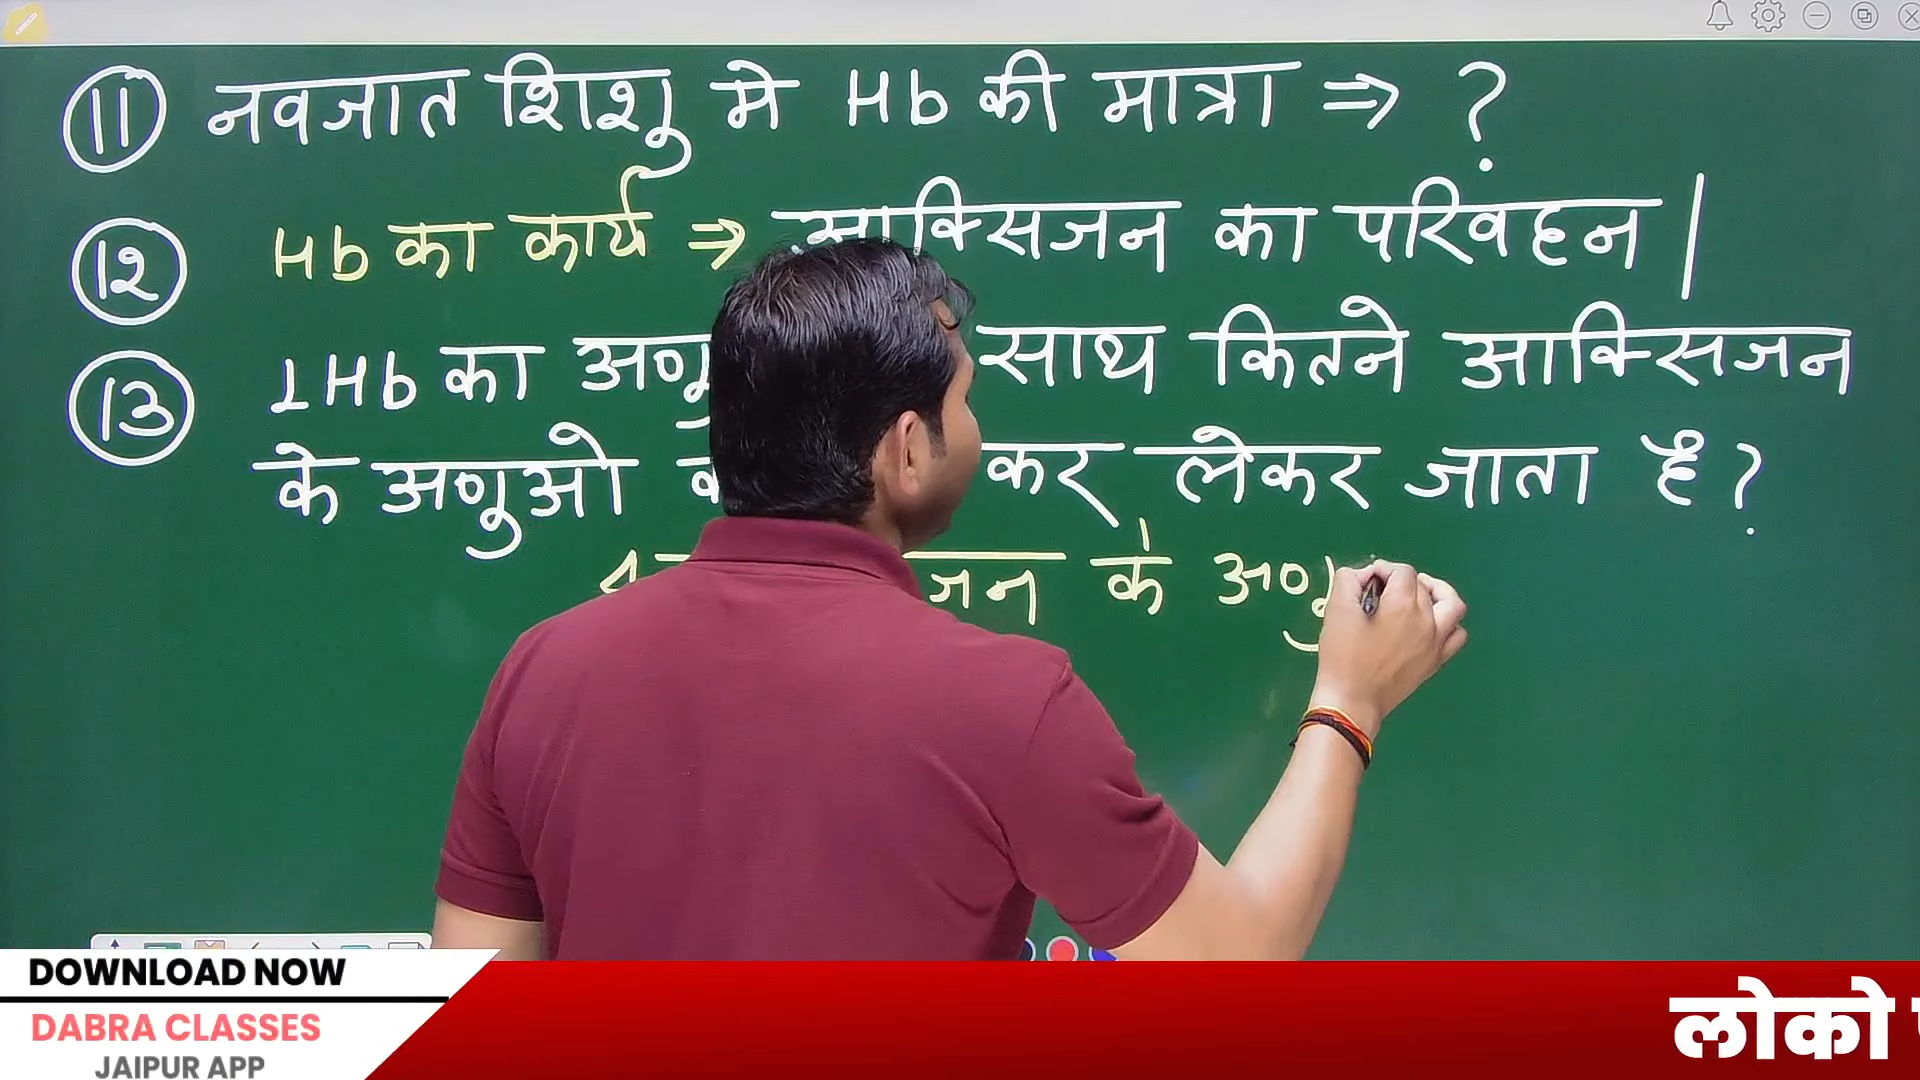 11 नवजात शिशु मे Hb की मात्रा ⇒ ?
12 Hb का कार्य ⇒ आक्सिजन का परिवहन |
13 1Hb का अणु साथ कितने आक्सिजन
के अणुओ कर लेकर जाता है ?
4 जन के अणु
DOWNLOAD NOW
DABRA CLASSES
JAIPUR APP
लोको